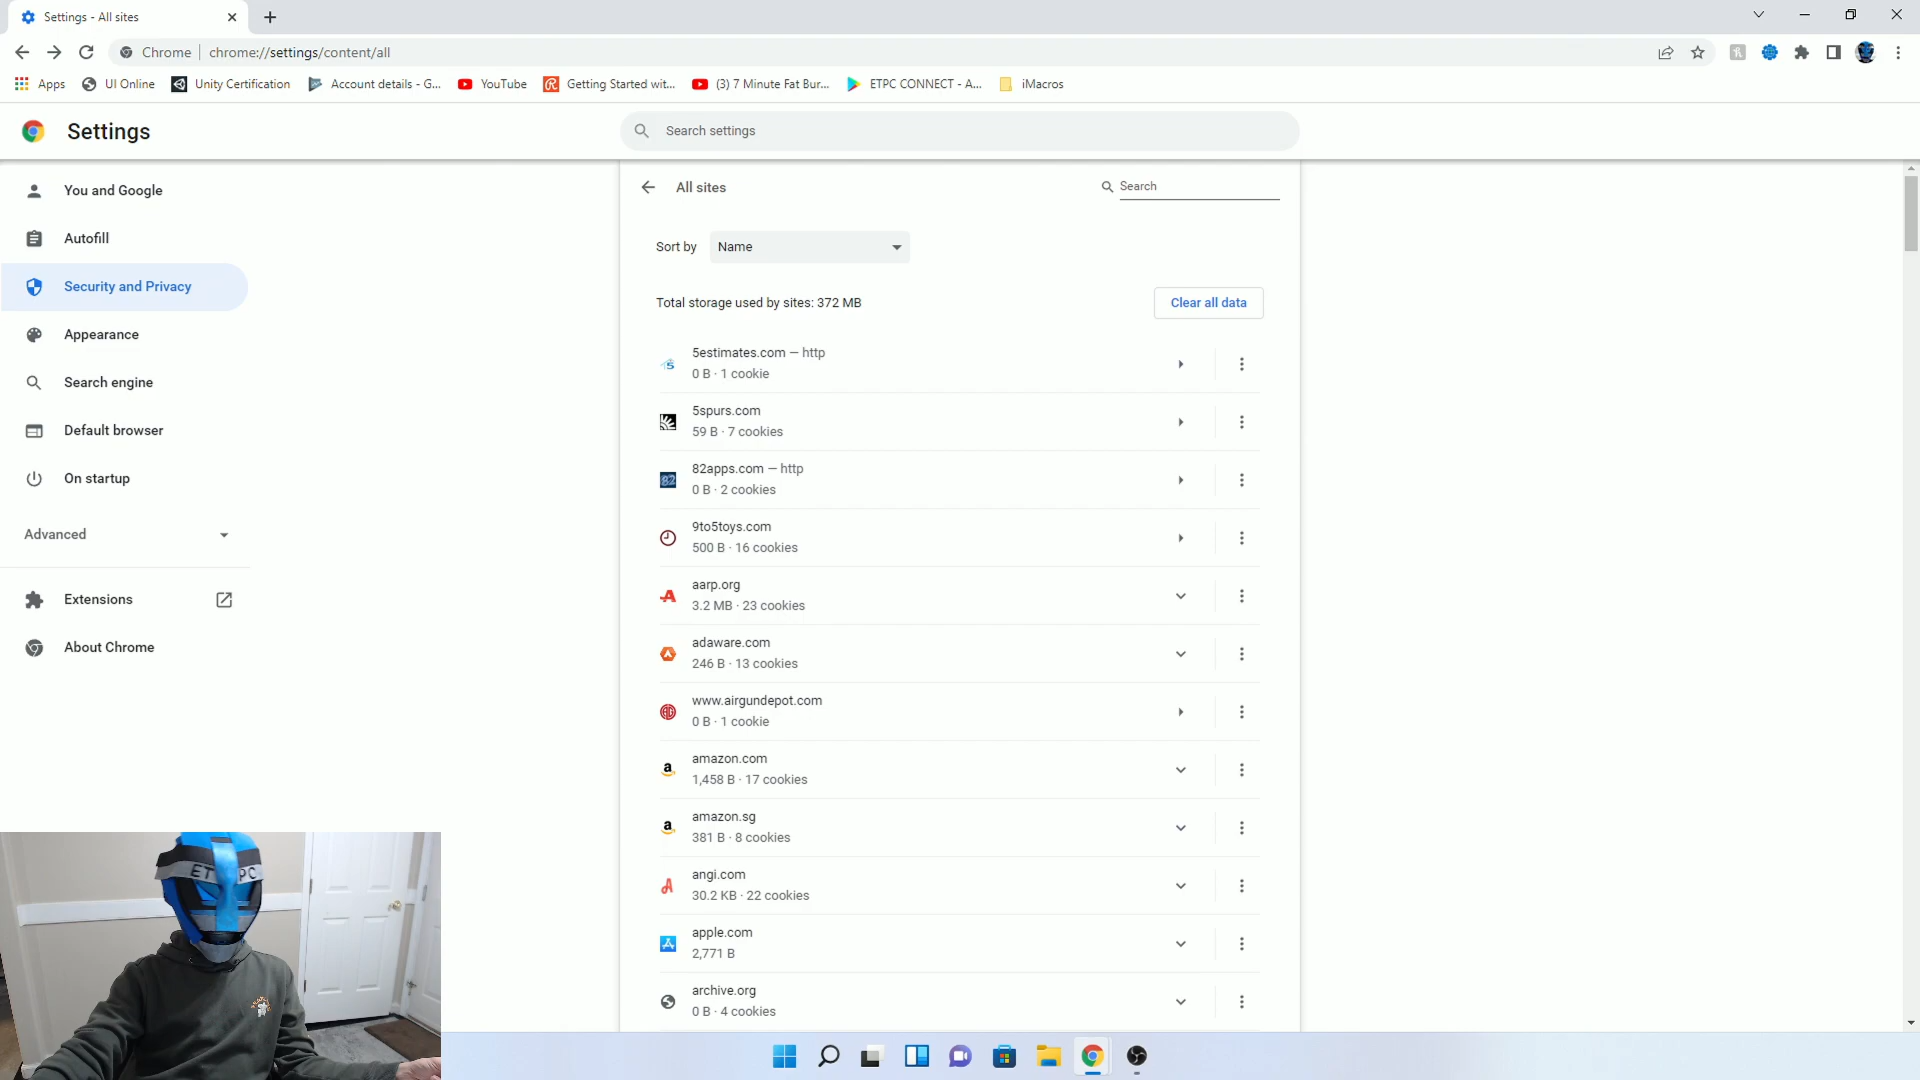 Settings - All sites
Chrome
chrome://settings/content/all
Apps
UI Online
Unity Certification
Account details - G...
YouTube
Getting Started wit...
(3) 7 Minute Fat Bur...
ETPC CONNECT - A...
iMacros
Settings
Search settings
You and Google
Autofill
Security and Privacy
Appearance
Search engine
Default browser
On startup
Advanced
Extensions
About Chrome
All sites
Search
Sort by
Name
Total storage used by sites: 372 MB
Clear all data
5estimates.com — http
0 B · 1 cookie
5spurs.com
59 B · 7 cookies
82apps.com — http
0 B · 2 cookies
9to5toys.com
500 B · 16 cookies
aarp.org
3.2 MB · 23 cookies
adaware.com
246 B · 13 cookies
www.airgundepot.com
0 B · 1 cookie
amazon.com
1,458 B · 17 cookies
amazon.sg
381 B · 8 cookies
angi.com
30.2 KB · 22 cookies
apple.com
2,771 B
archive.org
0 B · 4 cookies
ET PC